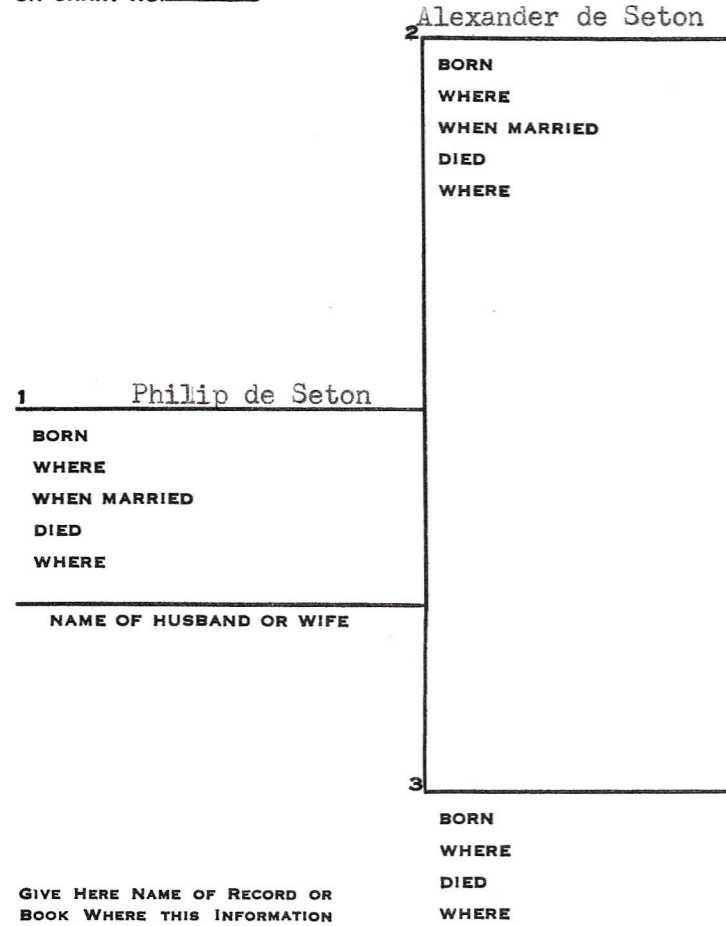 Alexander de Seton
2
BORN
WHERE
WHEN MARRIED
DIED
WHERE
1 Philip de Seton
BORN
WHERE
WHEN MARRIED
DIED
WHERE
NAME OF HUSBAND OR WIFE
3
BORN
WHERE
DIED
WHERE
GIVE HERE NAME OF RECORD OR
BOOK WHERE THIS INFORMATION